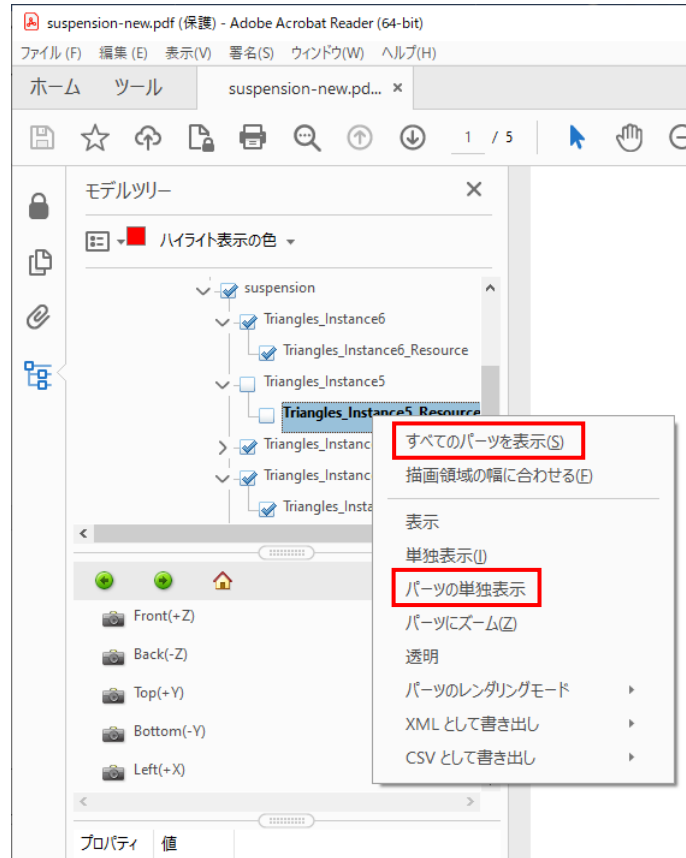 suspension-new.pdf (保護) - Adobe Acrobat Reader (64-bit)
ファイル(F) 編集(E) 表示(V) 署名(S) ウィンドウ(W) ヘルプ(H)
ホーム ツール suspension-new.pd... ×
1 / 5
モデルツリー
ハイライト表示の色
suspension
Triangles_Instance6
Triangles_Instance6_Resource
Triangles_Instance5
Triangles_Instance5_Resource
Triangles_Instanc
Triangles_Instanc
Triangles_Insta
すべてのパーツを表示(S)
描画領域の幅に合わせる(F)
表示
単独表示(I)
パーツの単独表示
パーツにズーム(Z)
透明
パーツのレンダリングモード
XML として書き出し
CSV として書き出し
Front(+Z)
Back(-Z)
Top(+Y)
Bottom(-Y)
Left(+X)
プロパティ 値